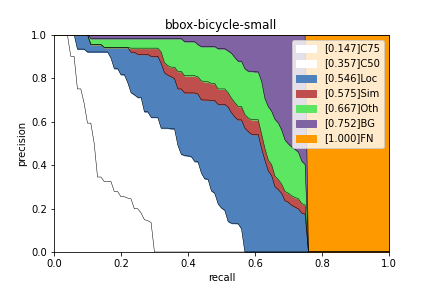 bbox-bicycle-small
[0.147]C75
[0.357]C50
[0.546]Loc
[0.575]Sim
[0.667]Oth
[0.752]BG
[1.000]FN
precision
1.0
0.8
0.6
0.4
0.2
0.0
0.0 0.2 0.4 0.6 0.8 1.0
recall